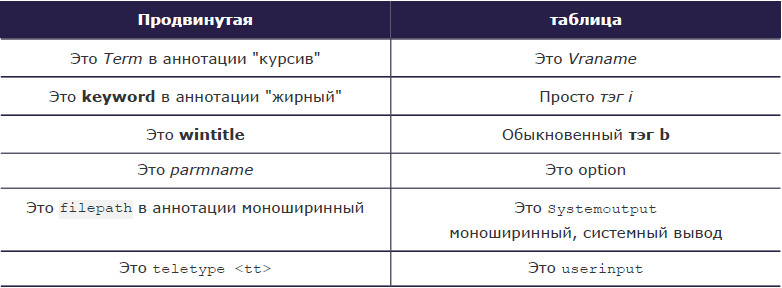 Продвинутая таблица
Это Term в аннотации "курсив" Это Vraname
Это keyword в аннотации "жирный" Просто тэг i
Это wintitle Обыкновенный тэг b
Это parmname Это option
Это filepath в аннотации моноширинный Это Systemoutput
моноширинный, системный вывод
Это teletype <tt> Это userinput